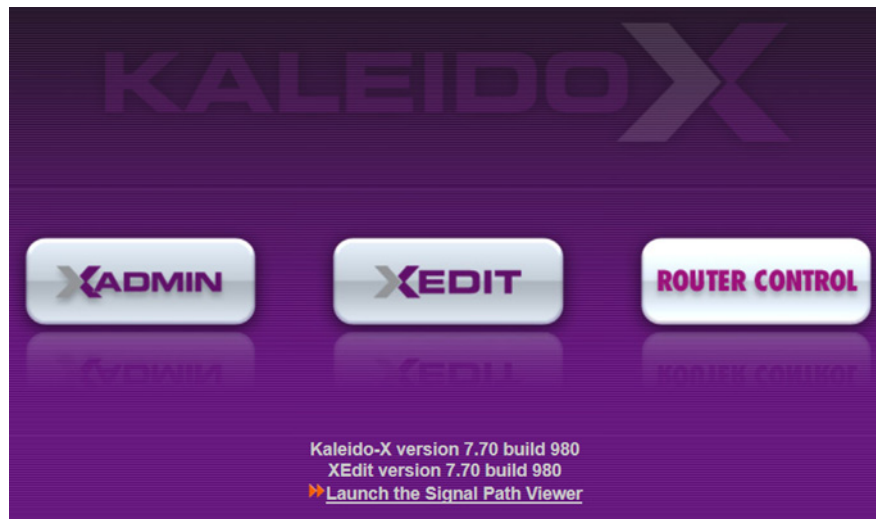 KALEIDOX
XADMIN
XEDIT
ROUTER CONTROL
Kaleido-X version 7.70 build 980
XEdit version 7.70 build 980
Launch the Signal Path Viewer